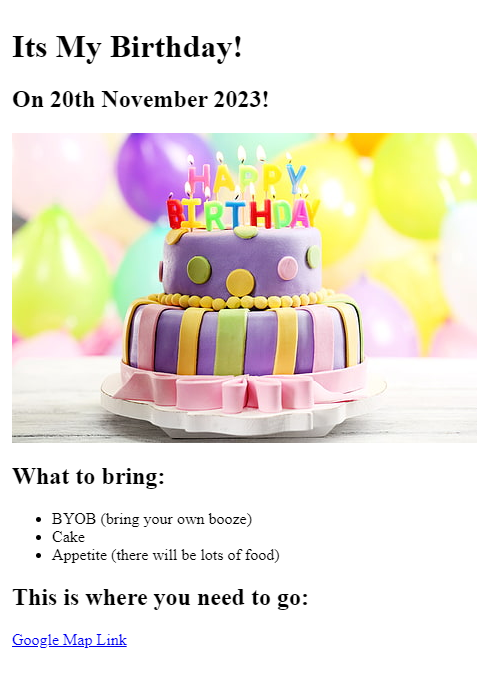 Its My Birthday!
On 20th November 2023!
HAPPY
BIRTHDAY
What to bring:
BYOB (bring your own booze)
Cake
Appetite (there will be lots of food)
This is where you need to go:
Google Map Link